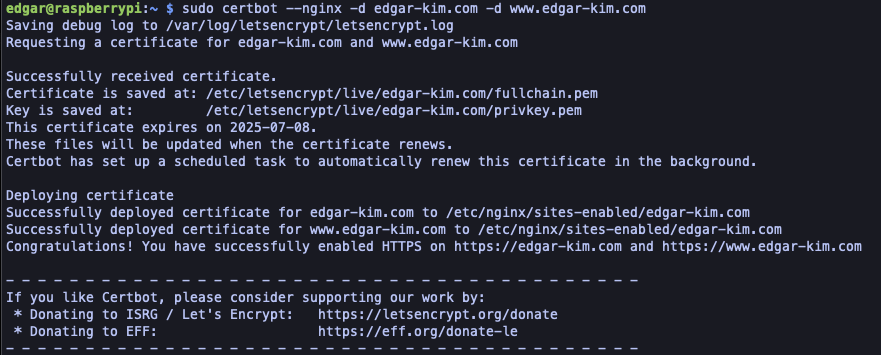 edgar@raspberrypi:~ $ sudo certbot --nginx -d edgar-kim.com -d www.edgar-kim.com
Saving debug log to /var/log/letsencrypt/letsencrypt.log
Requesting a certificate for edgar-kim.com and www.edgar-kim.com

Successfully received certificate.
Certificate is saved at: /etc/letsencrypt/live/edgar-kim.com/fullchain.pem
Key is saved at:         /etc/letsencrypt/live/edgar-kim.com/privkey.pem
This certificate expires on 2025-07-08.
These files will be updated when the certificate renews.
Certbot has set up a scheduled task to automatically renew this certificate in the background.

Deploying certificate
Successfully deployed certificate for edgar-kim.com to /etc/nginx/sites-enabled/edgar-kim.com
Successfully deployed certificate for www.edgar-kim.com to /etc/nginx/sites-enabled/edgar-kim.com
Congratulations! You have successfully enabled HTTPS on https://edgar-kim.com and https://www.edgar-kim.com

- - - - - - - - - - - - - - - - - - - - - - - - - - - - - - - - - - - - - - - -
If you like Certbot, please consider supporting our work by:
 * Donating to ISRG / Let's Encrypt:   https://letsencrypt.org/donate
 * Donating to EFF:                    https://eff.org/donate-le
- - - - - - - - - - - - - - - - - - - - - - - - - - - - - - - - - - - - - - - -